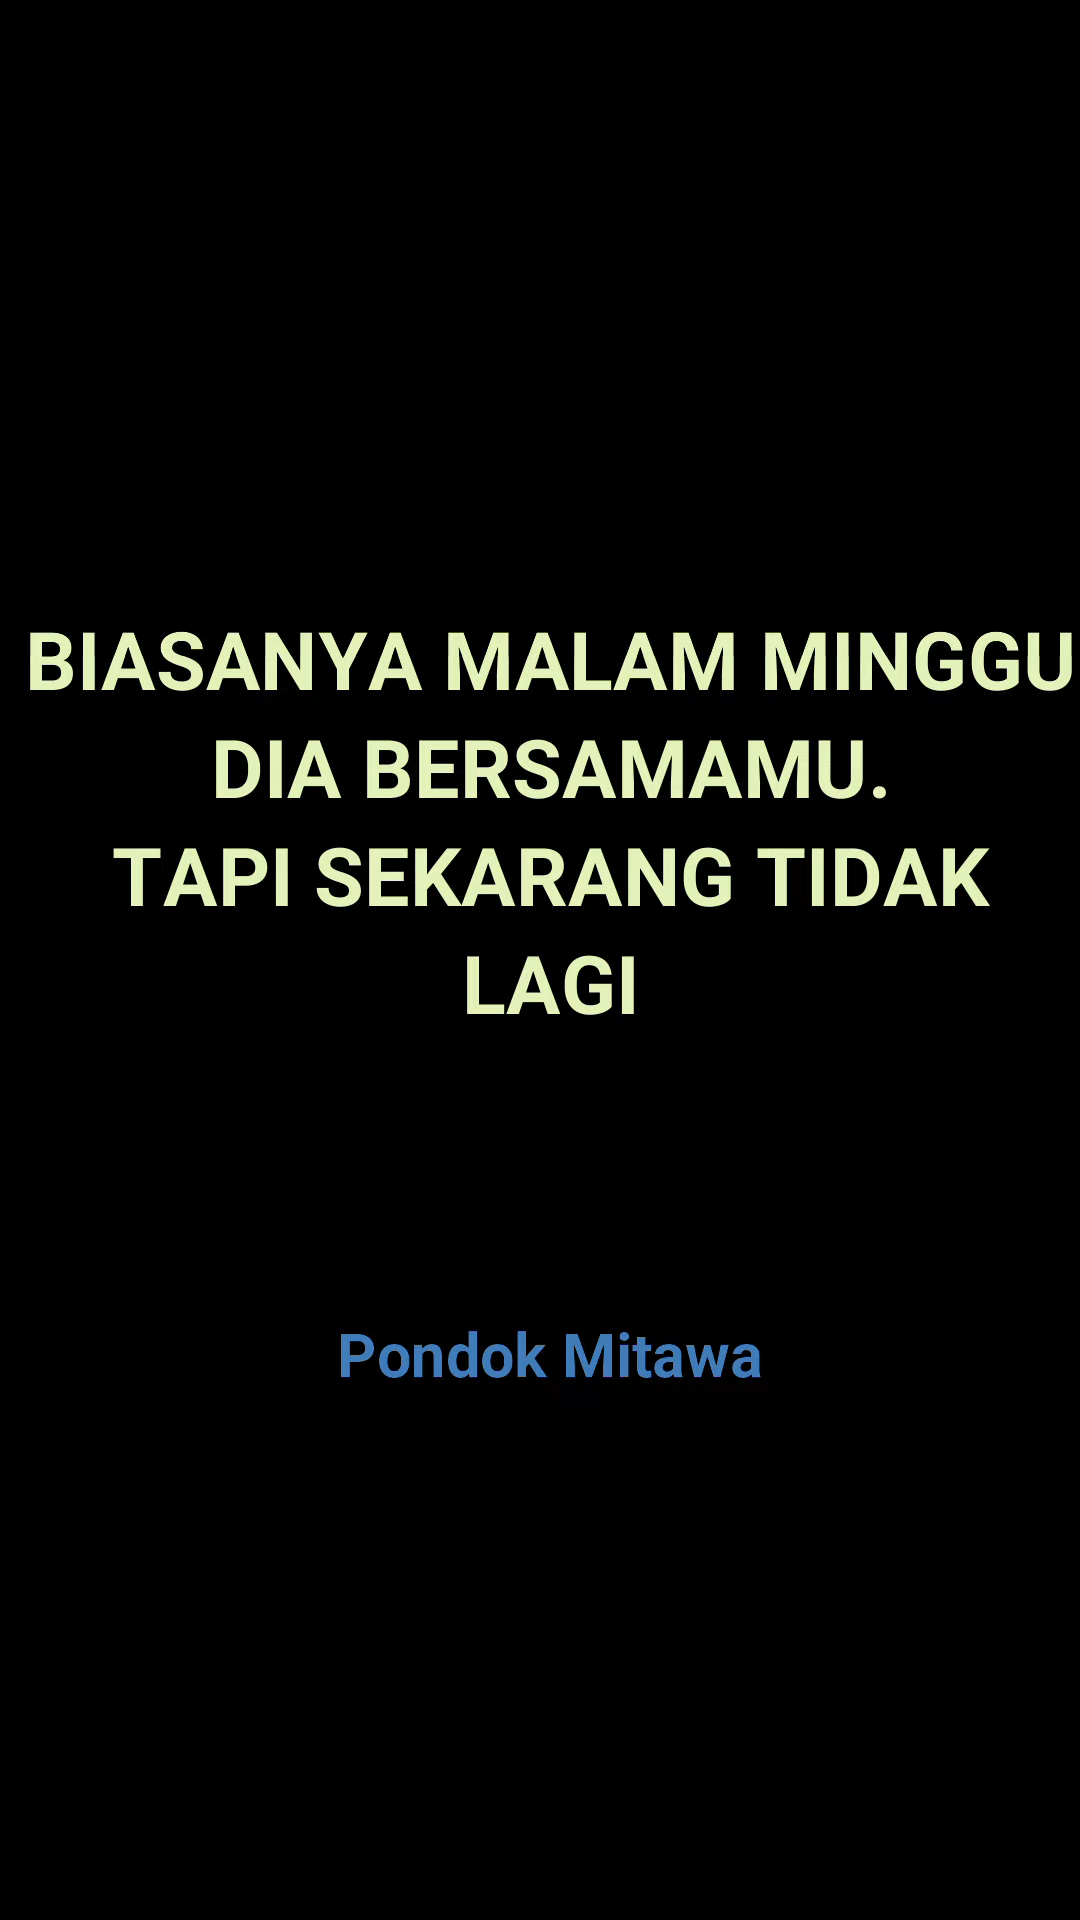 BIASANYA MALAM MINGGU
DIA BERSAMAMU.
TAPI SEKARANG TIDAK
LAGI
Pondok Mitawa